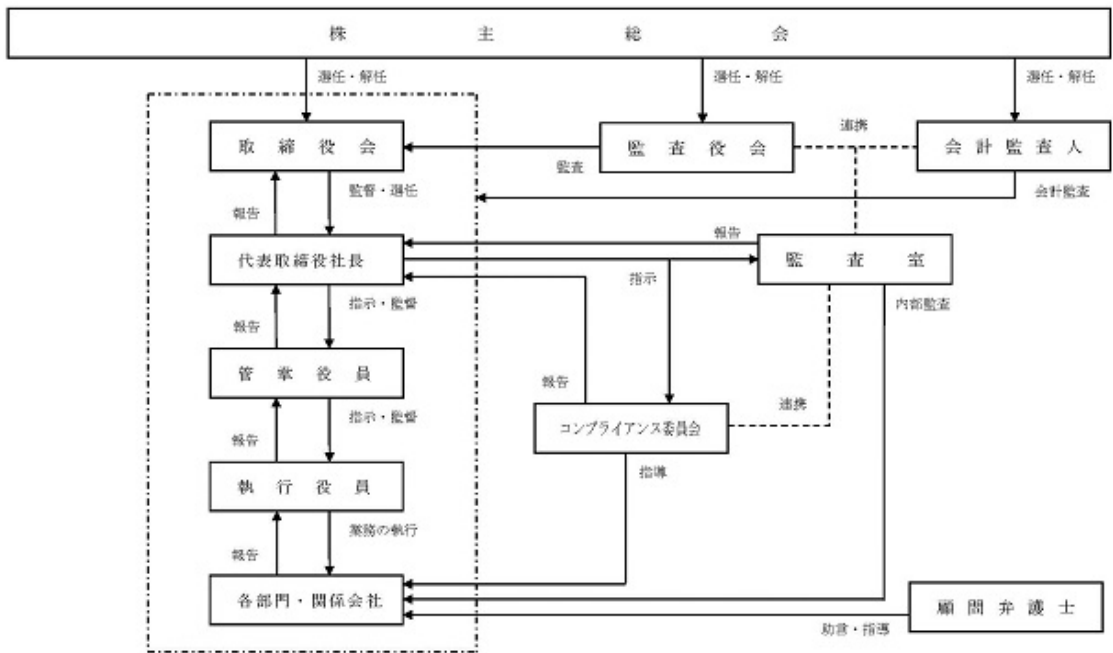 株主総会
選任・解任 選任・解任 選任・解任
取締役会 監査役会 連携 会計監査人
監査
監督・選任 会計監査
報告
代表取締役社長 報告 監査室
指示
指示・監督 内部監査
報告
管掌役員
報告 連携
指示・監督 コンプライアンス委員会
報告
執行役員 指導
業務の執行
報告
各部門・関係会社 顧問弁護士
助言・指導